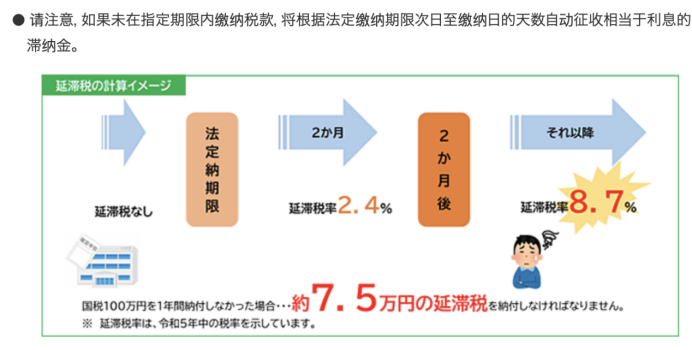 ● 请注意, 如果未在指定期限内缴纳税款, 将根据法定缴纳期限次日至缴纳日的天数自动征收相当于利息的
滞纳金。
延滞税の計算イメージ
法定納期限
2か月
2か月後
それ以降
延滞税なし
延滞税率2.4%
延滞税率8.7%
国税100万円を1年間納付しなかった場合･･･約7.5万円の延滞税を納付しなければなりません。
※ 延滞税率は、令和5年中の税率を示しています。